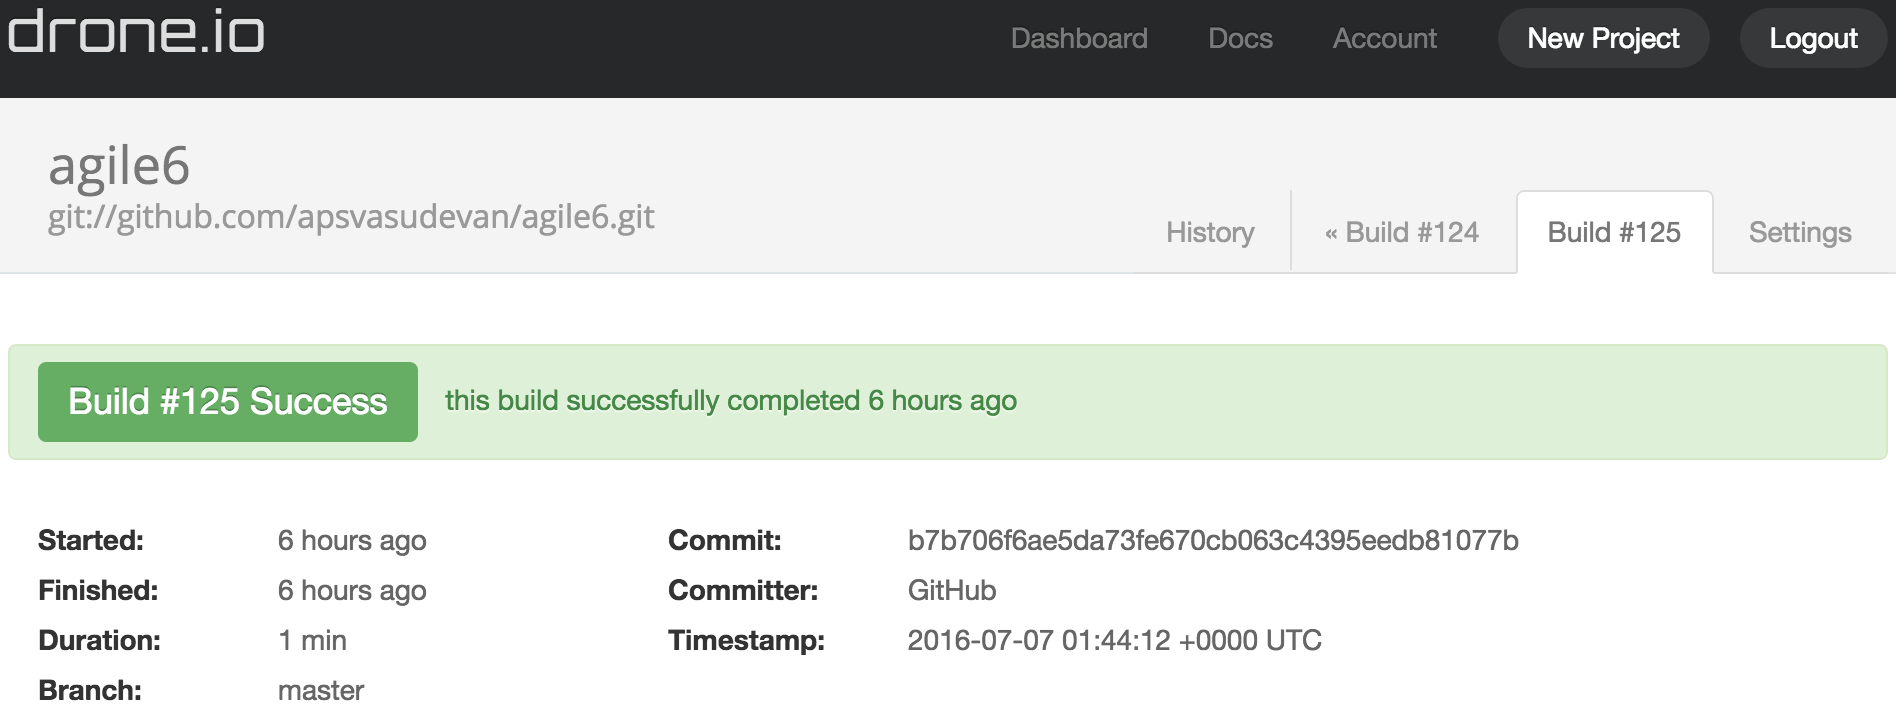 drone.io
Dashboard Docs Account New Project Logout
agile6
git://github.com/apsvasudevan/agile6.git
History « Build #124 Build #125 Settings
Build #125 Success this build successfully completed 6 hours ago
Started: 6 hours ago Commit: b7b706f6ae5da73fe670cb063c4395eedb81077b
Finished: 6 hours ago Committer: GitHub
Duration: 1 min Timestamp: 2016-07-07 01:44:12 +0000 UTC
Branch: master